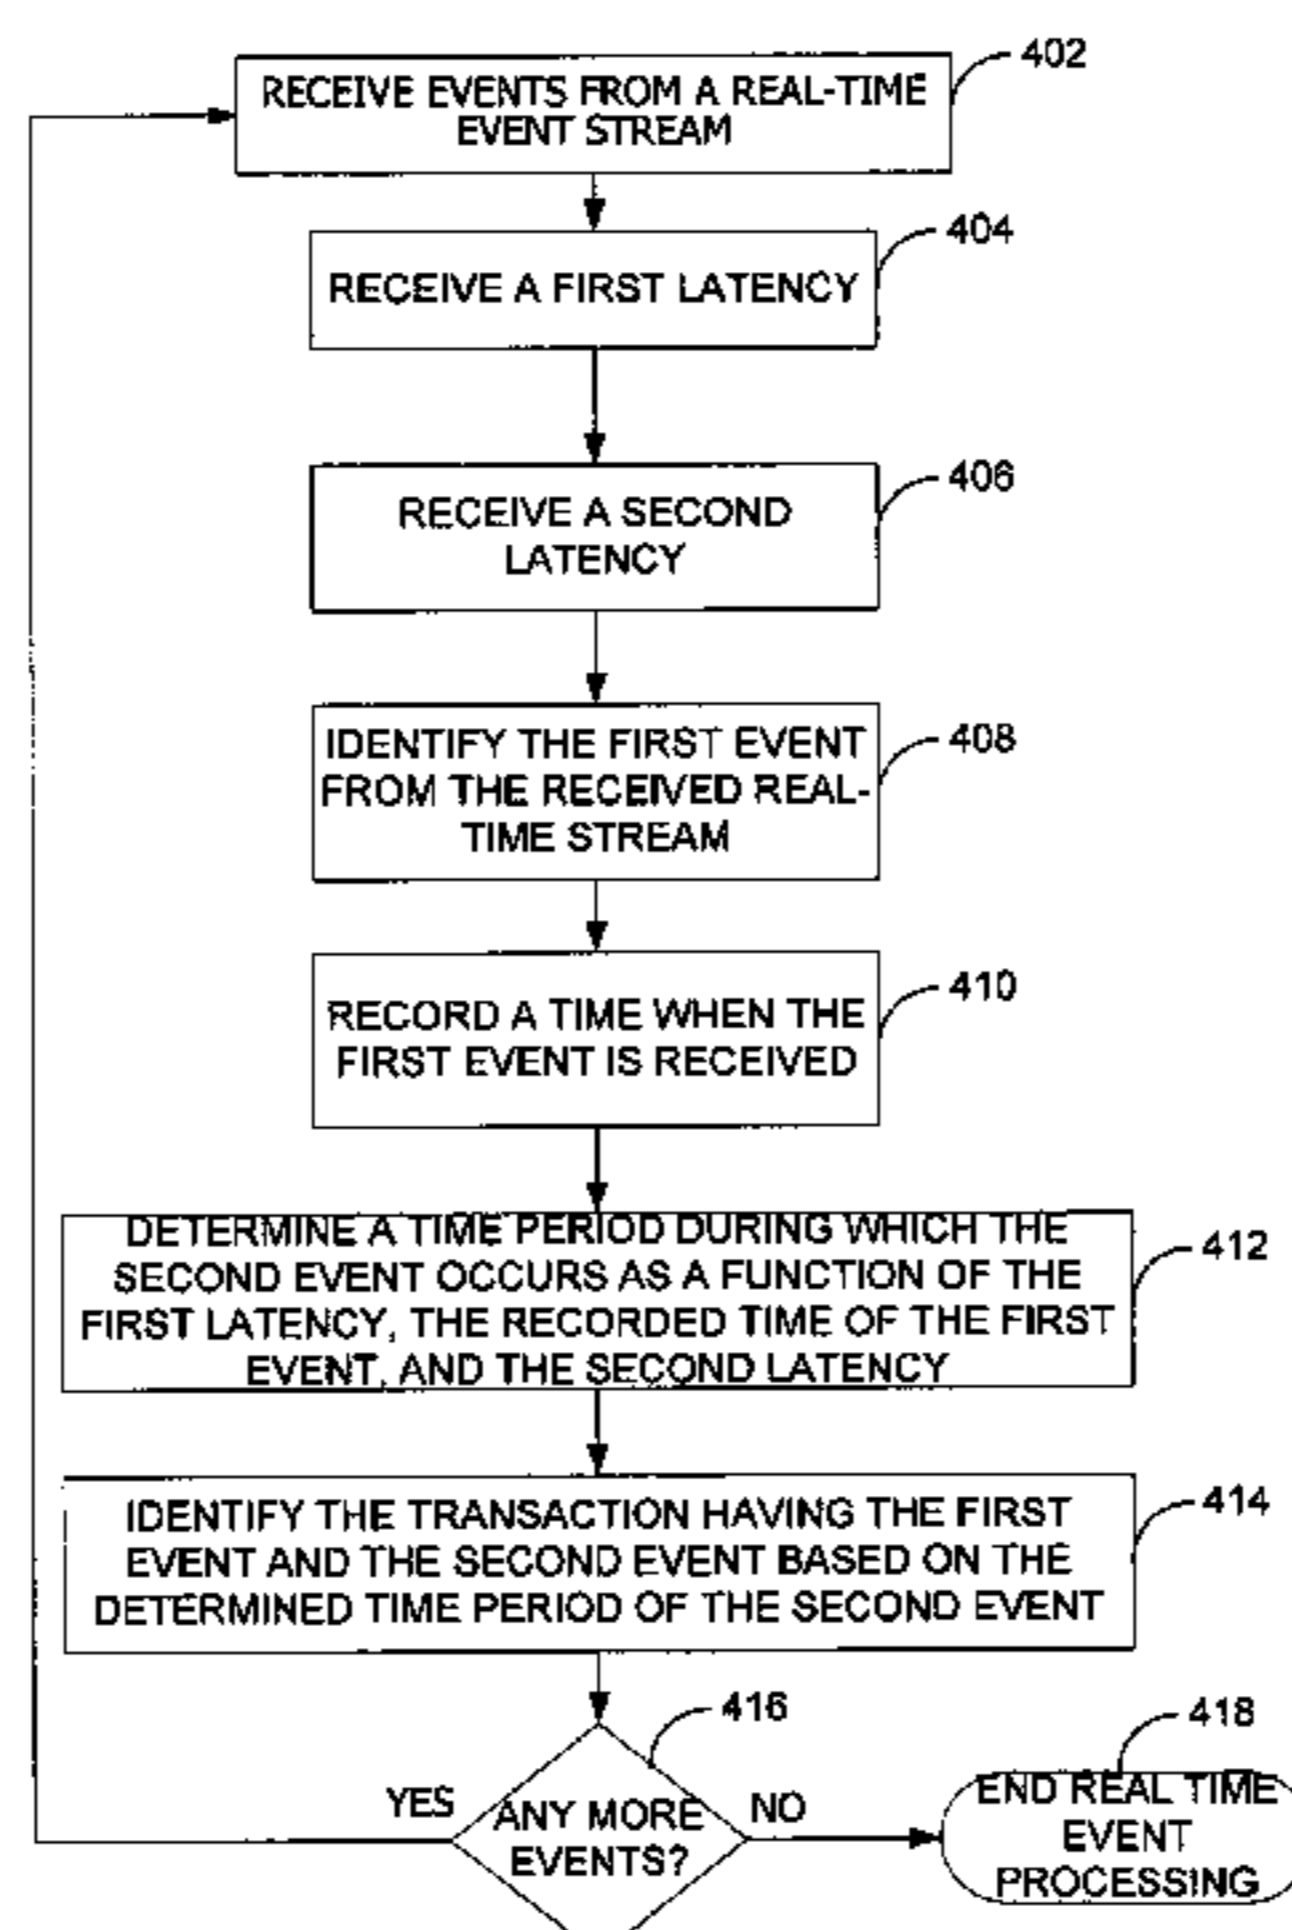 402
RECEIVE EVENTS FROM A REAL-TIME
EVENT STREAM
404
RECEIVE A FIRST LATENCY
406
RECEIVE A SECOND
LATENCY
408
IDENTIFY THE FIRST EVENT
FROM THE RECEIVED REAL-
TIME STREAM
410
RECORD A TIME WHEN THE
FIRST EVENT IS RECEIVED
412
DETERMINE A TIME PERIOD DURING WHICH THE
SECOND EVENT OCCURS AS A FUNCTION OF THE
FIRST LATENCY, THE RECORDED TIME OF THE FIRST
EVENT, AND THE SECOND LATENCY
414
IDENTIFY THE TRANSACTION HAVING THE FIRST
EVENT AND THE SECOND EVENT BASED ON THE
DETERMINED TIME PERIOD OF THE SECOND EVENT
416
YES
ANY MORE
EVENTS?
NO
418
END REAL TIME
EVENT
PROCESSING